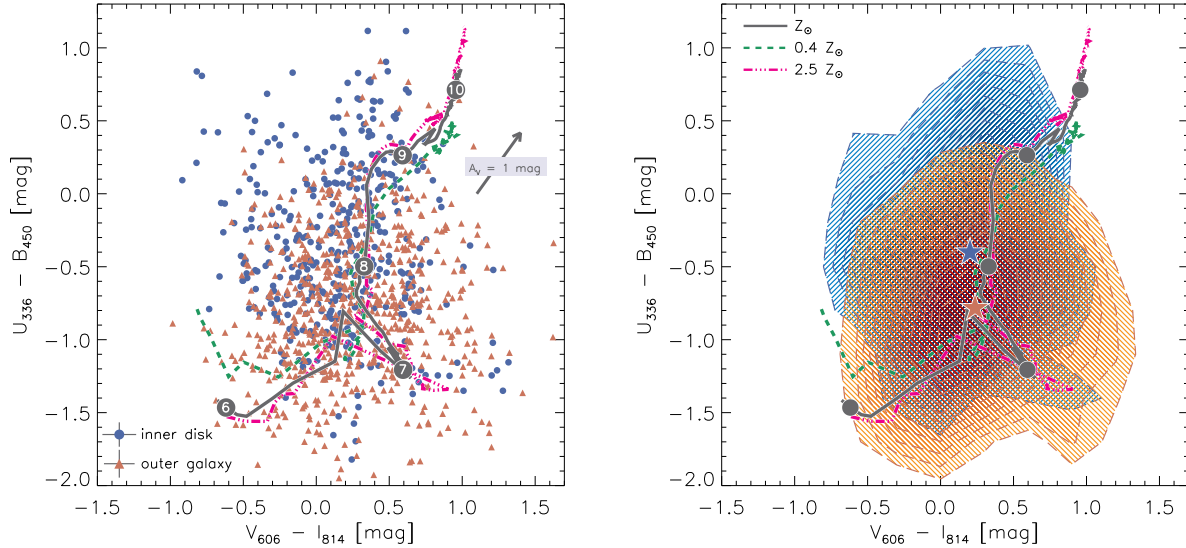 1.0
0.5
0.0
−0.5
−1.0
−1.5
−2.0
U336 − B450 [mag]
10
9
8
7
6
A_V = 1 mag
inner disk
outer galaxy
−1.5 −1.0 −0.5 0.0 0.5 1.0 1.5
V606 − I814 [mag]
Z⊙
0.4 Z⊙
2.5 Z⊙
1.0
0.5
0.0
−0.5
−1.0
−1.5
−2.0
U336 − B450 [mag]
−1.5 −1.0 −0.5 0.0 0.5 1.0 1.5
V606 − I814 [mag]